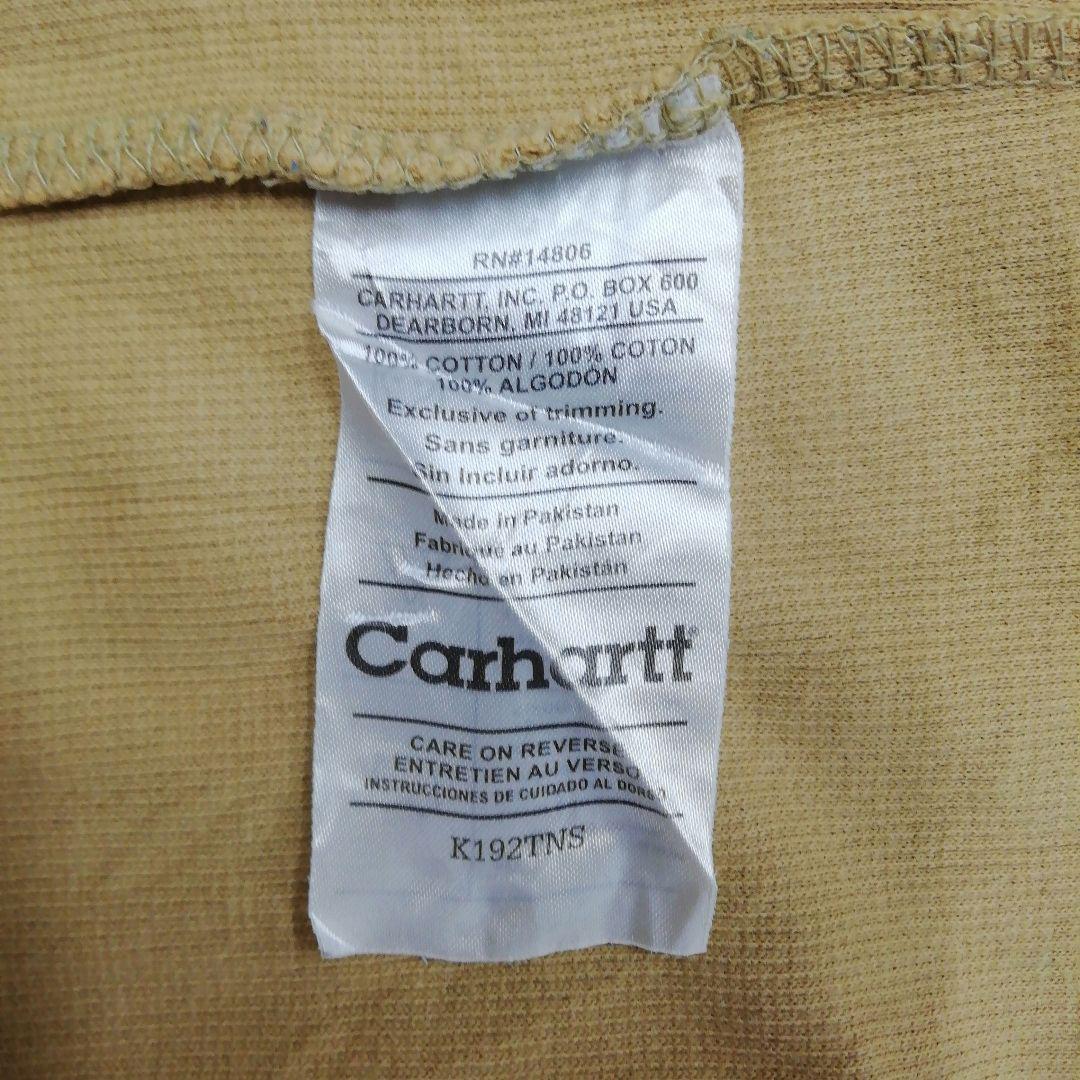 RN#14806
CARHARTT, INC. P.O. BOX 600
DEARBORN, MI 48121 USA
100% COTTON / 100% COTON
100% ALGODON
Exclusive of trimming.
Sans garniture.
Sin Incluir adorno.
Made in Pakistan
Fabrique au Pakistan
Hecho en Pakistan
Carhartt®
CARE ON REVERSE
ENTRETIEN AU VERSO
INSTRUCCIONES DE CUIDADO AL DORSO
K192TNS